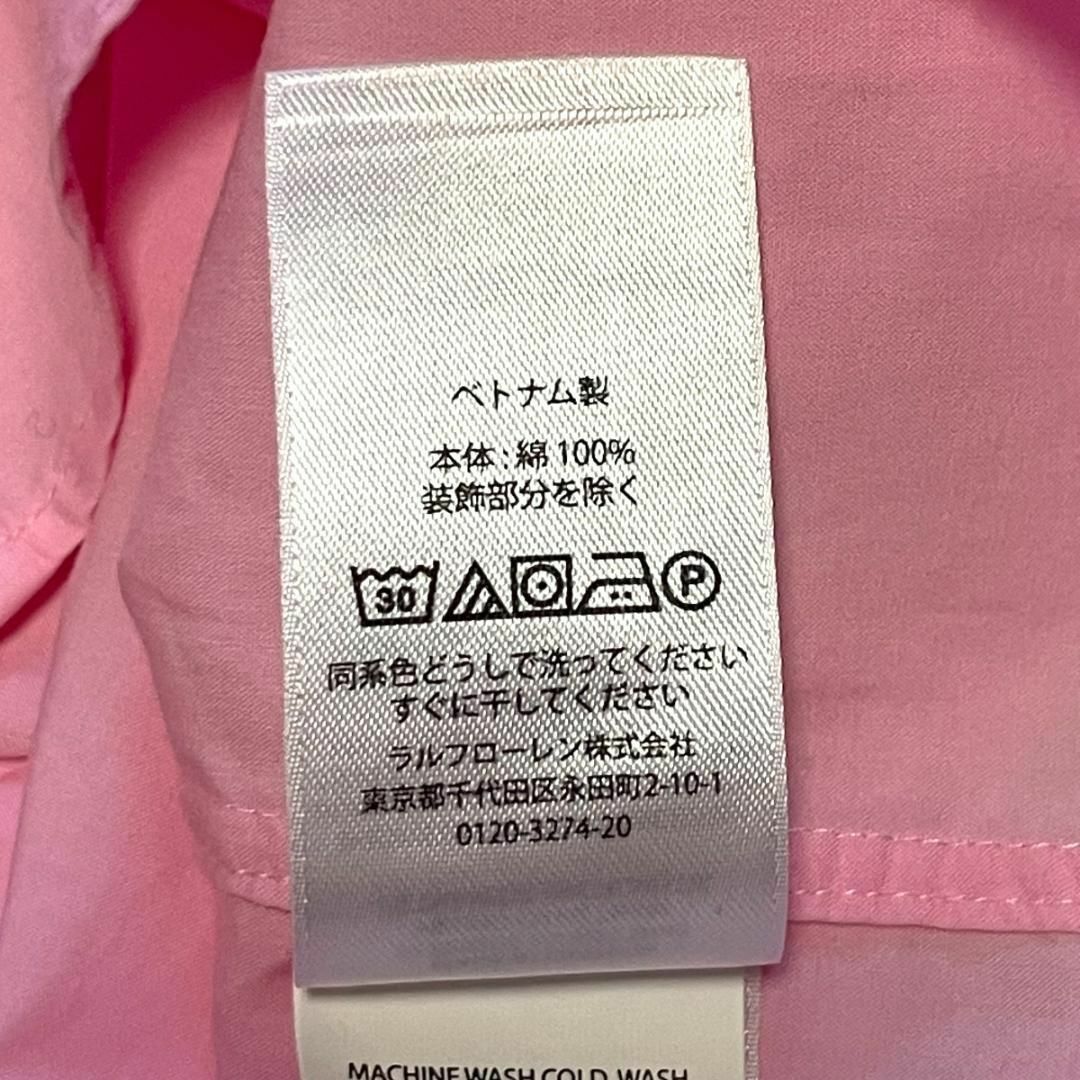 ベトナム製
本体:綿100%
装飾部分を除く
30 P
同系色どうしで洗ってください
すぐに干してください
ラルフローレン株式会社
東京都千代田区永田町2-10-1
0120-3274-20
MACHINE WASH COLD, WASH